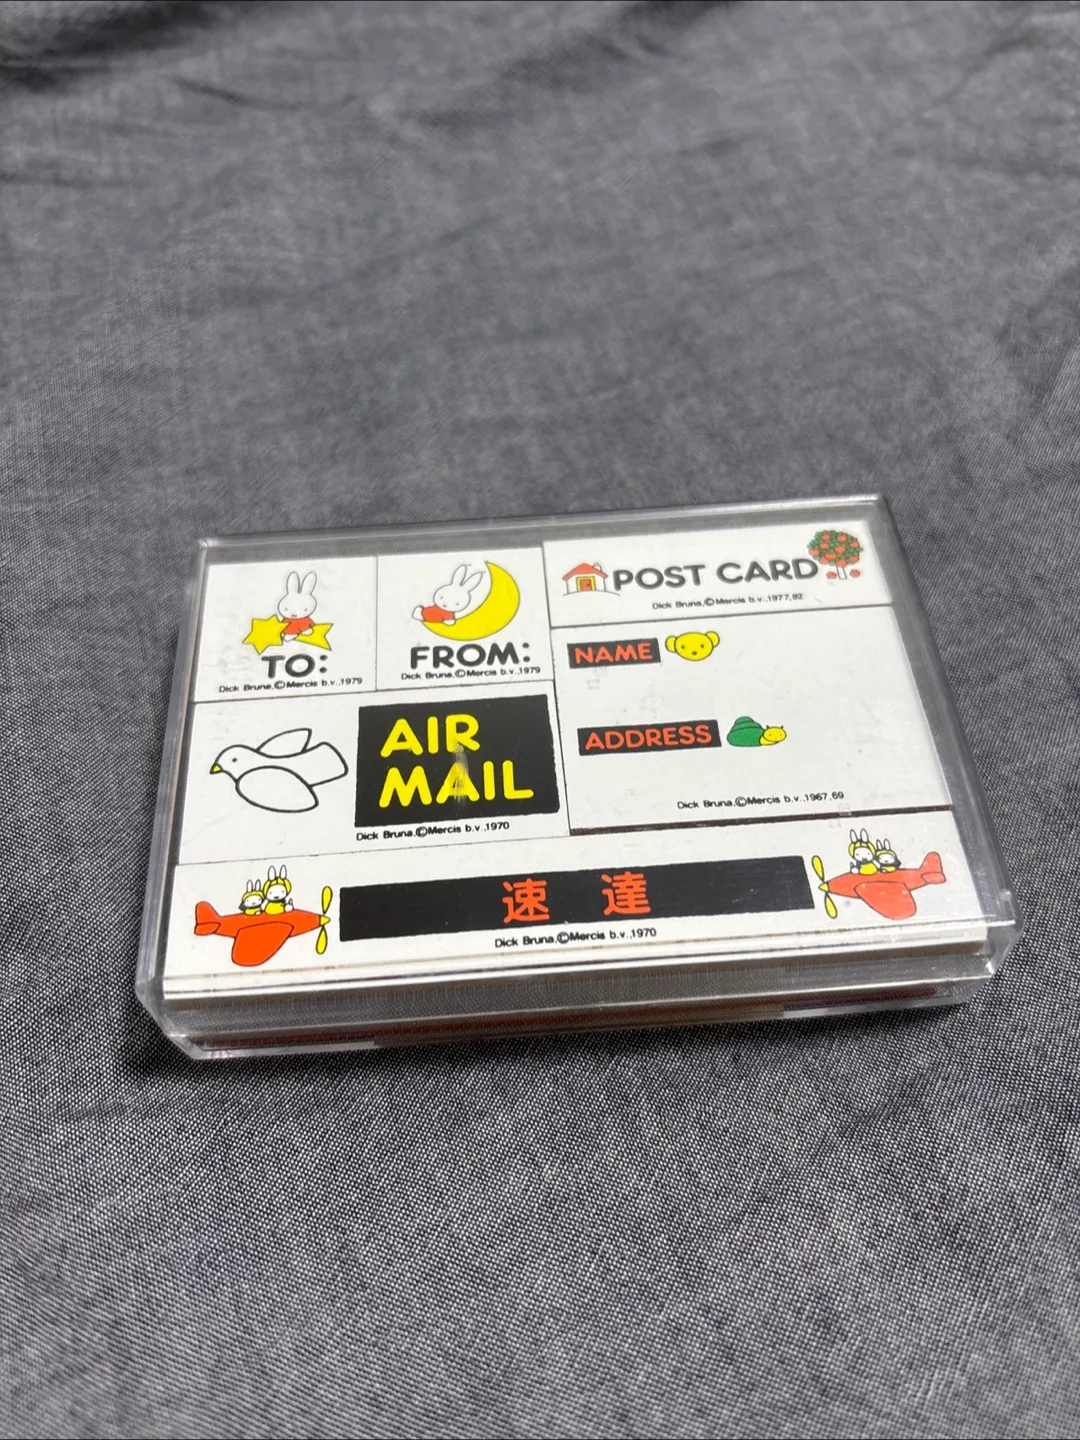 TO:
Dick Bruna,©Mercis b.v.,1979
FROM:
Dick Bruna,©Mercis b.v.,1979
POST CARD
Dick Bruna,©Mercis b.v.,1977,82
NAME
ADDRESS
Dick Bruna,©Mercis b.v.,1967,69
AIR
MAIL
Dick Bruna,©Mercis b.v.,1970
速 達
Dick Bruna,©Mercis b.v.,1970